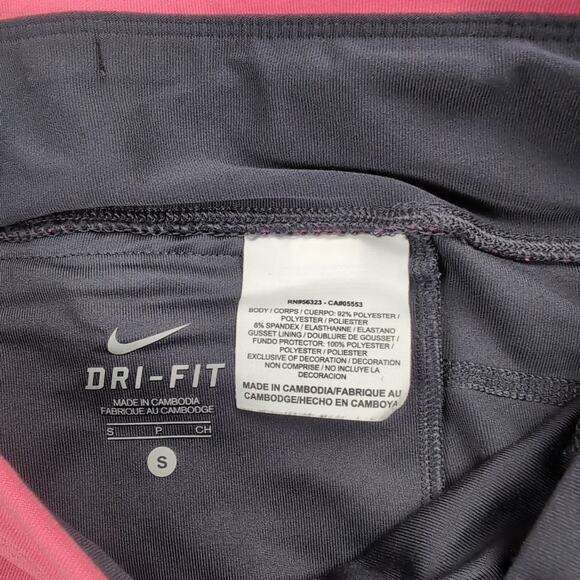 RN#56323 - CA#05553
BODY / CORPS / CUERPO: 92% POLYESTER /
POLYESTER / POLIESTER
8% SPANDEX / ELASTHANNE / ELASTANO
GUSSET LINING / DOUBLURE DE GOUSSET /
FUNDO PROTECTOR: 100% POLYESTER /
POLYESTER / POLIESTER
EXCLUSIVE OF DECORATION / DECORATION
NON COMPRISE / NO INCLUYE LA
DECORACION
MADE IN CAMBODIA/FABRIQUE AU
CAMBODGE/HECHO EN CAMBOYA
DRI-FIT
MADE IN CAMBODIA
FABRIQUE AU CAMBODGE
S P CH
S